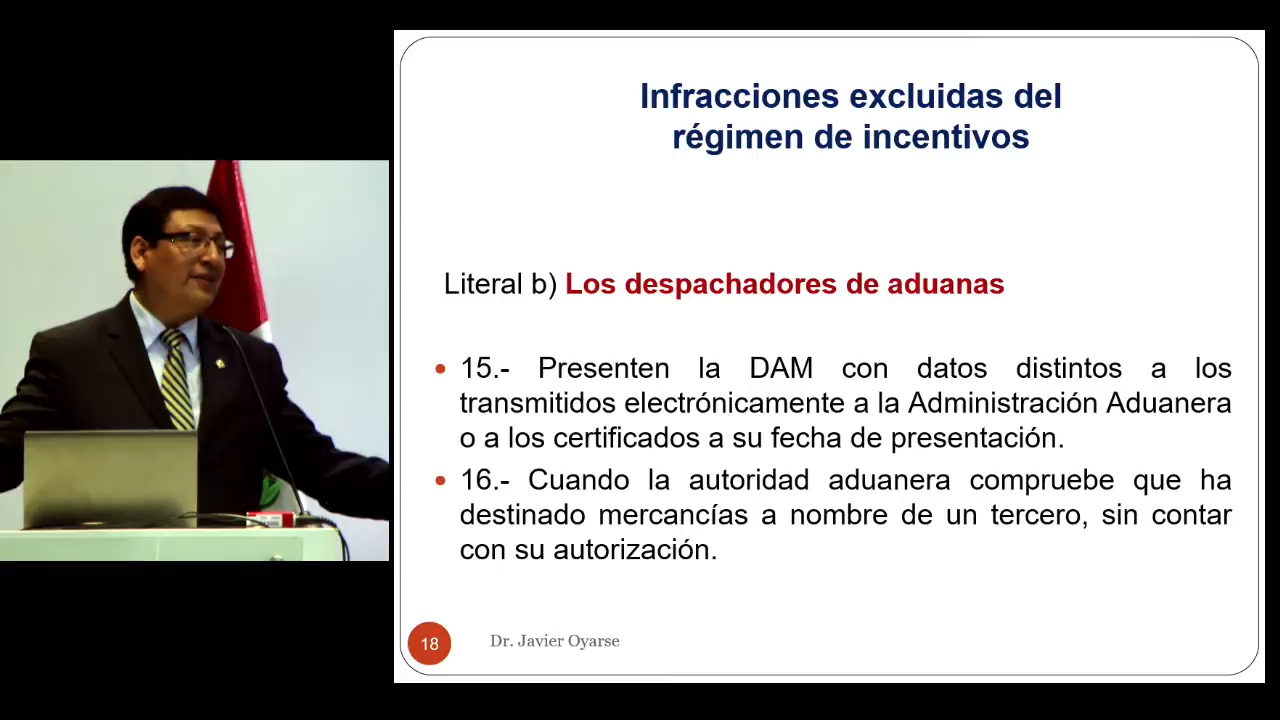 Infracciones excluidas del
régimen de incentivos
Literal b) Los despachadores de aduanas
• 15.- Presenten la DAM con datos distintos a los
transmitidos electrónicamente a la Administración Aduanera
o a los certificados a su fecha de presentación.
• 16.- Cuando la autoridad aduanera compruebe que ha
destinado mercancías a nombre de un tercero, sin contar
con su autorización.
18
Dr. Javier Oyarse